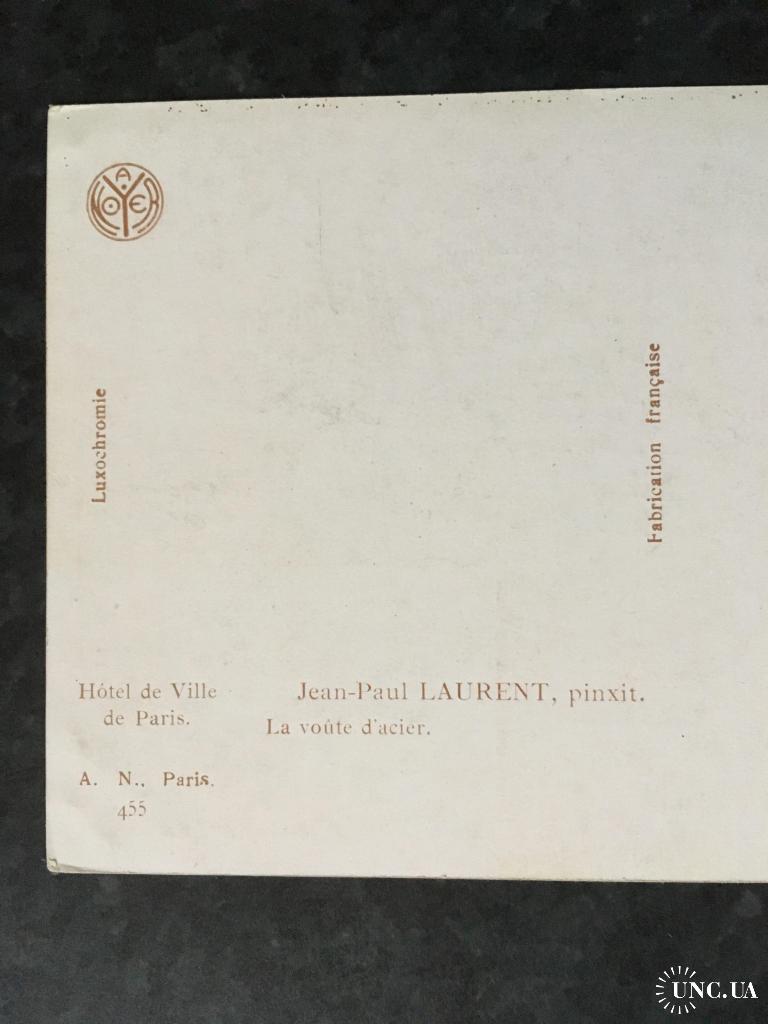 A NOYER
Luxochromie
Fabrication française
Hôtel de Ville
de Paris.
Jean-Paul LAURENT, pinxit.
La voûte d'acier.
A. N., Paris.
455
UNC.UA